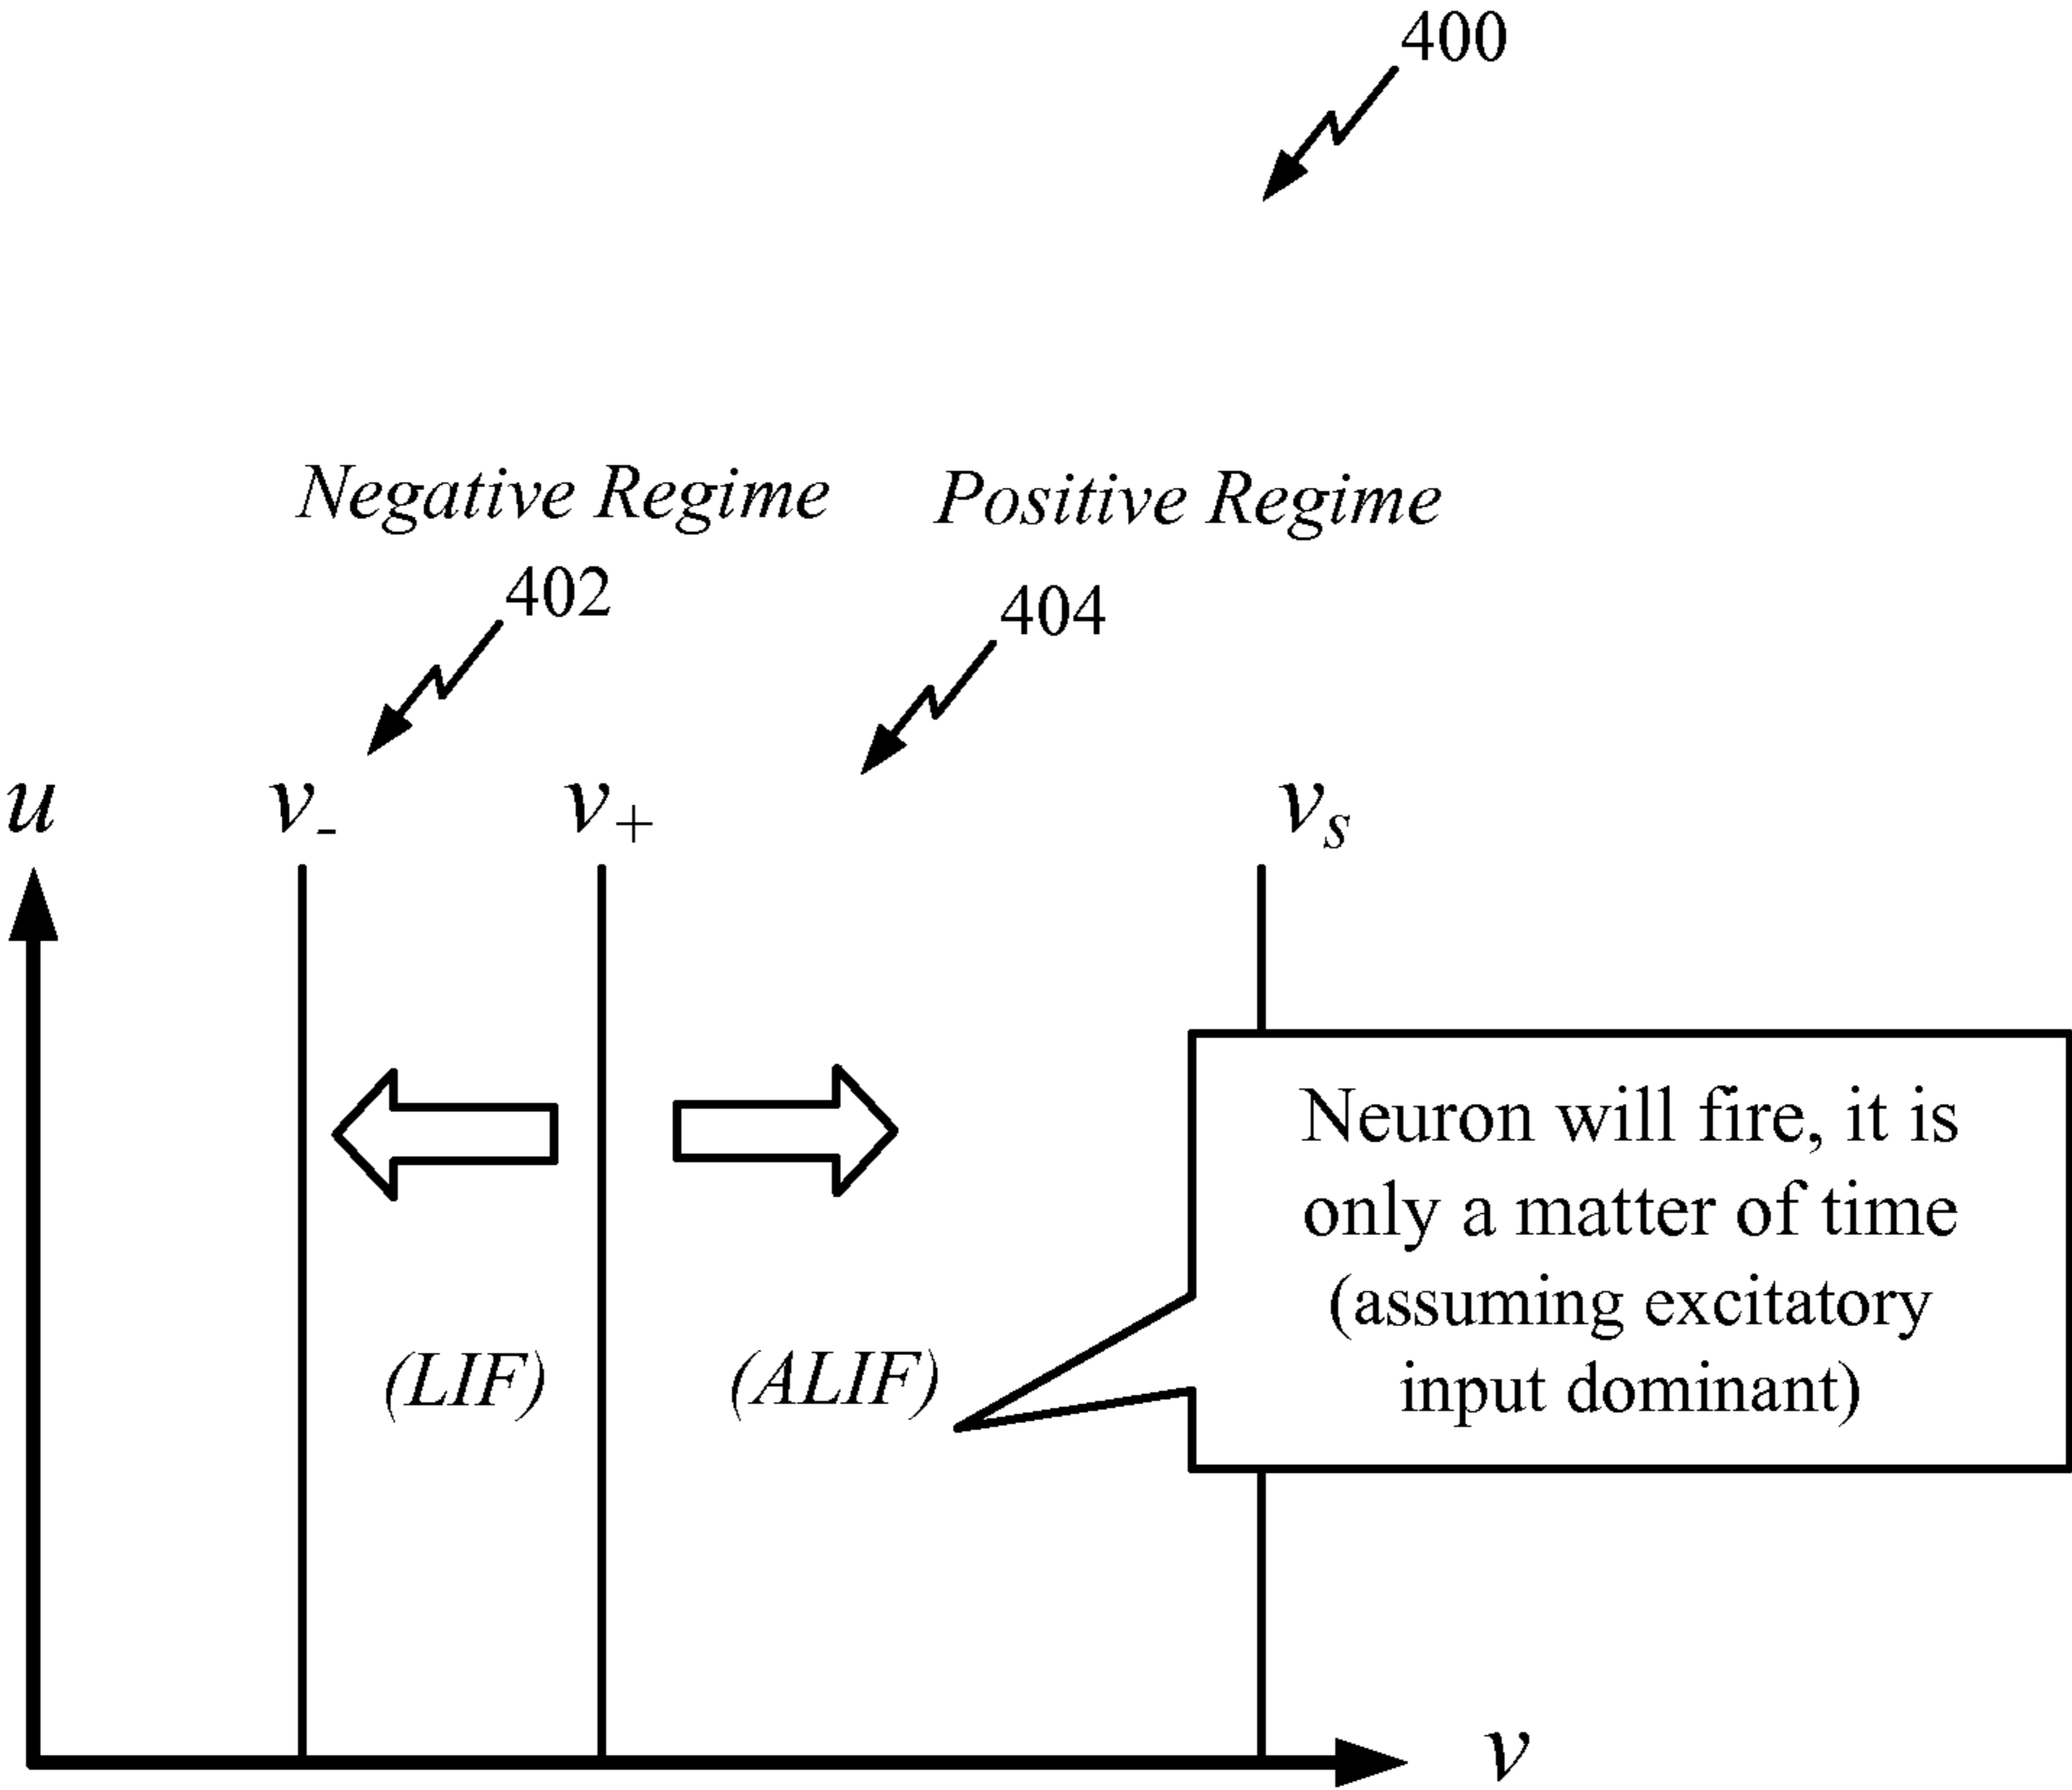 400
Negative Regime
Positive Regime
402
404
u
v-
v+
vs
Neuron will fire, it is
only a matter of time
(assuming excitatory
input dominant)
(LIF)
(ALIF)
v